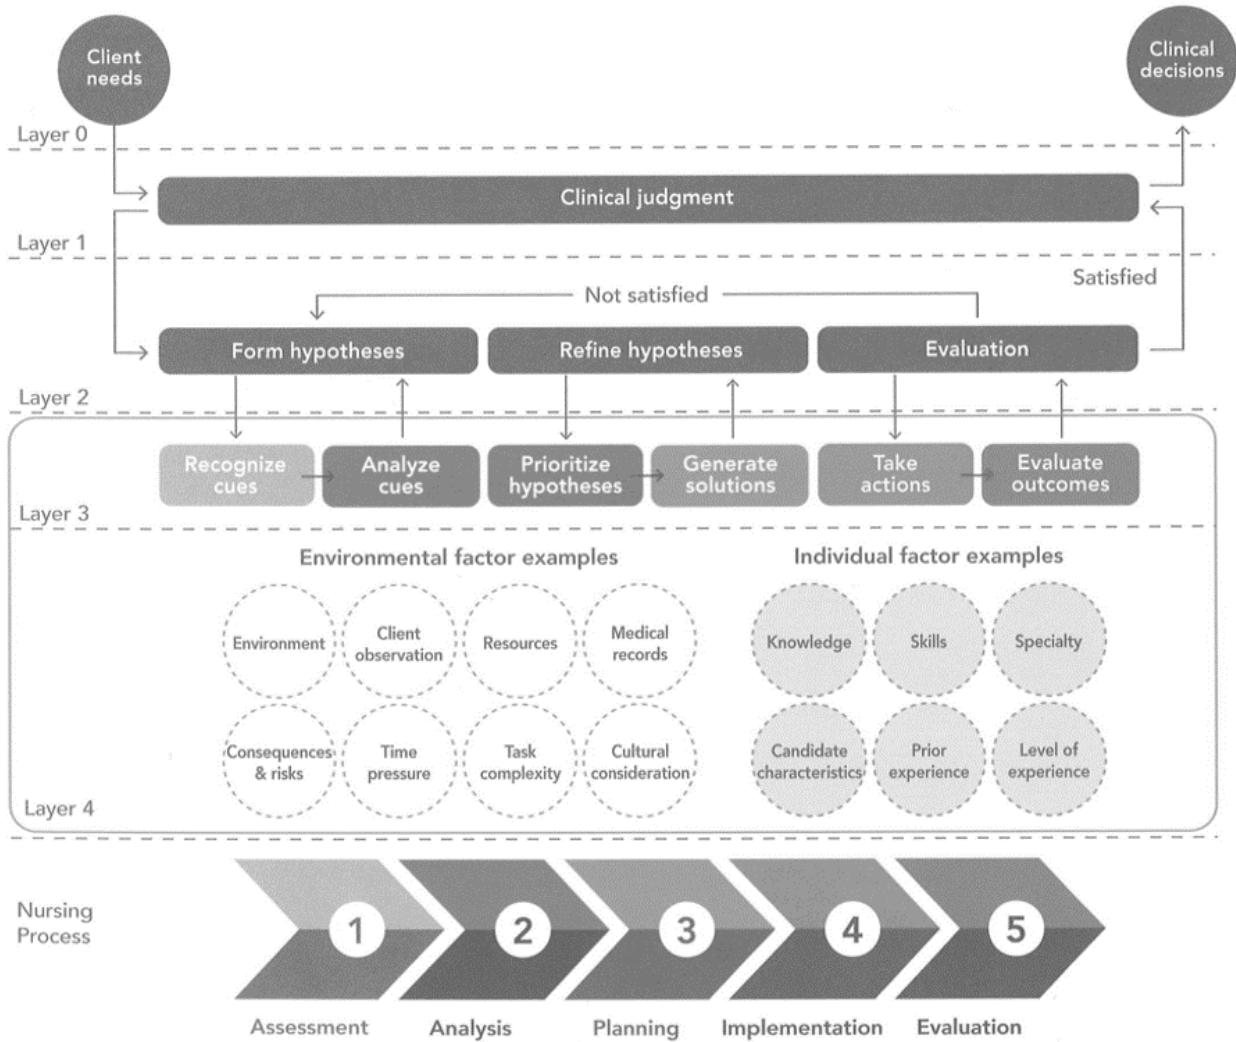 Client
needs
Clinical
decisions
Layer 0
Clinical judgment
Layer 1
Satisfied
Not satisfied
Form hypotheses
Refine hypotheses
Evaluation
Layer 2
Recognize
cues
Analyze
cues
Prioritize
hypotheses
Generate
solutions
Take
actions
Evaluate
outcomes
Layer 3
Environmental factor examples
Individual factor examples
Environment
Client
observation
Resources
Medical
records
Knowledge
Skills
Specialty
Consequences
& risks
Time
pressure
Task
complexity
Cultural
consideration
Candidate
characteristics
Prior
experience
Level of
experience
Layer 4
Nursing
Process
1
2
3
4
5
Assessment
Analysis
Planning
Implementation
Evaluation